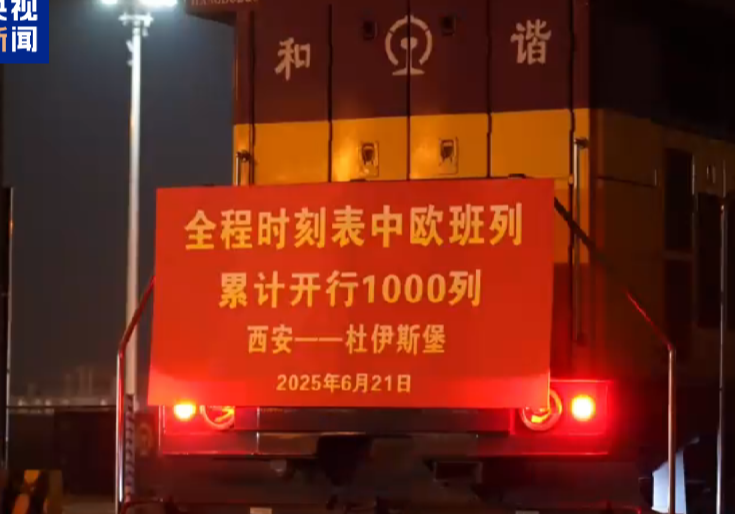 央视
新闻
和 谐
全程时刻表中欧班列
累计开行1000列
西安——杜伊斯堡
2025年6月21日